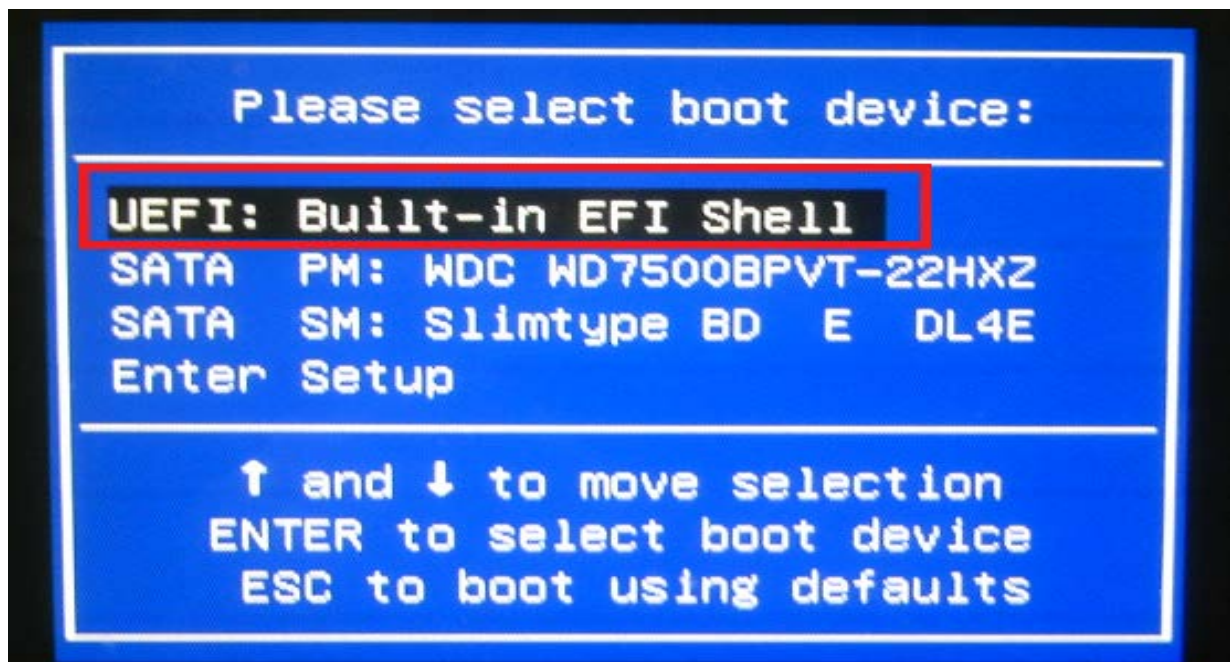 Please select boot device:
UEFI: Built-in EFI Shell
SATA PM: WDC WD7500BPVT-22HXZ
SATA SM: Slimtype BD E DL4E
Enter Setup
↑ and ↓ to move selection
ENTER to select boot device
ESC to boot using defaults